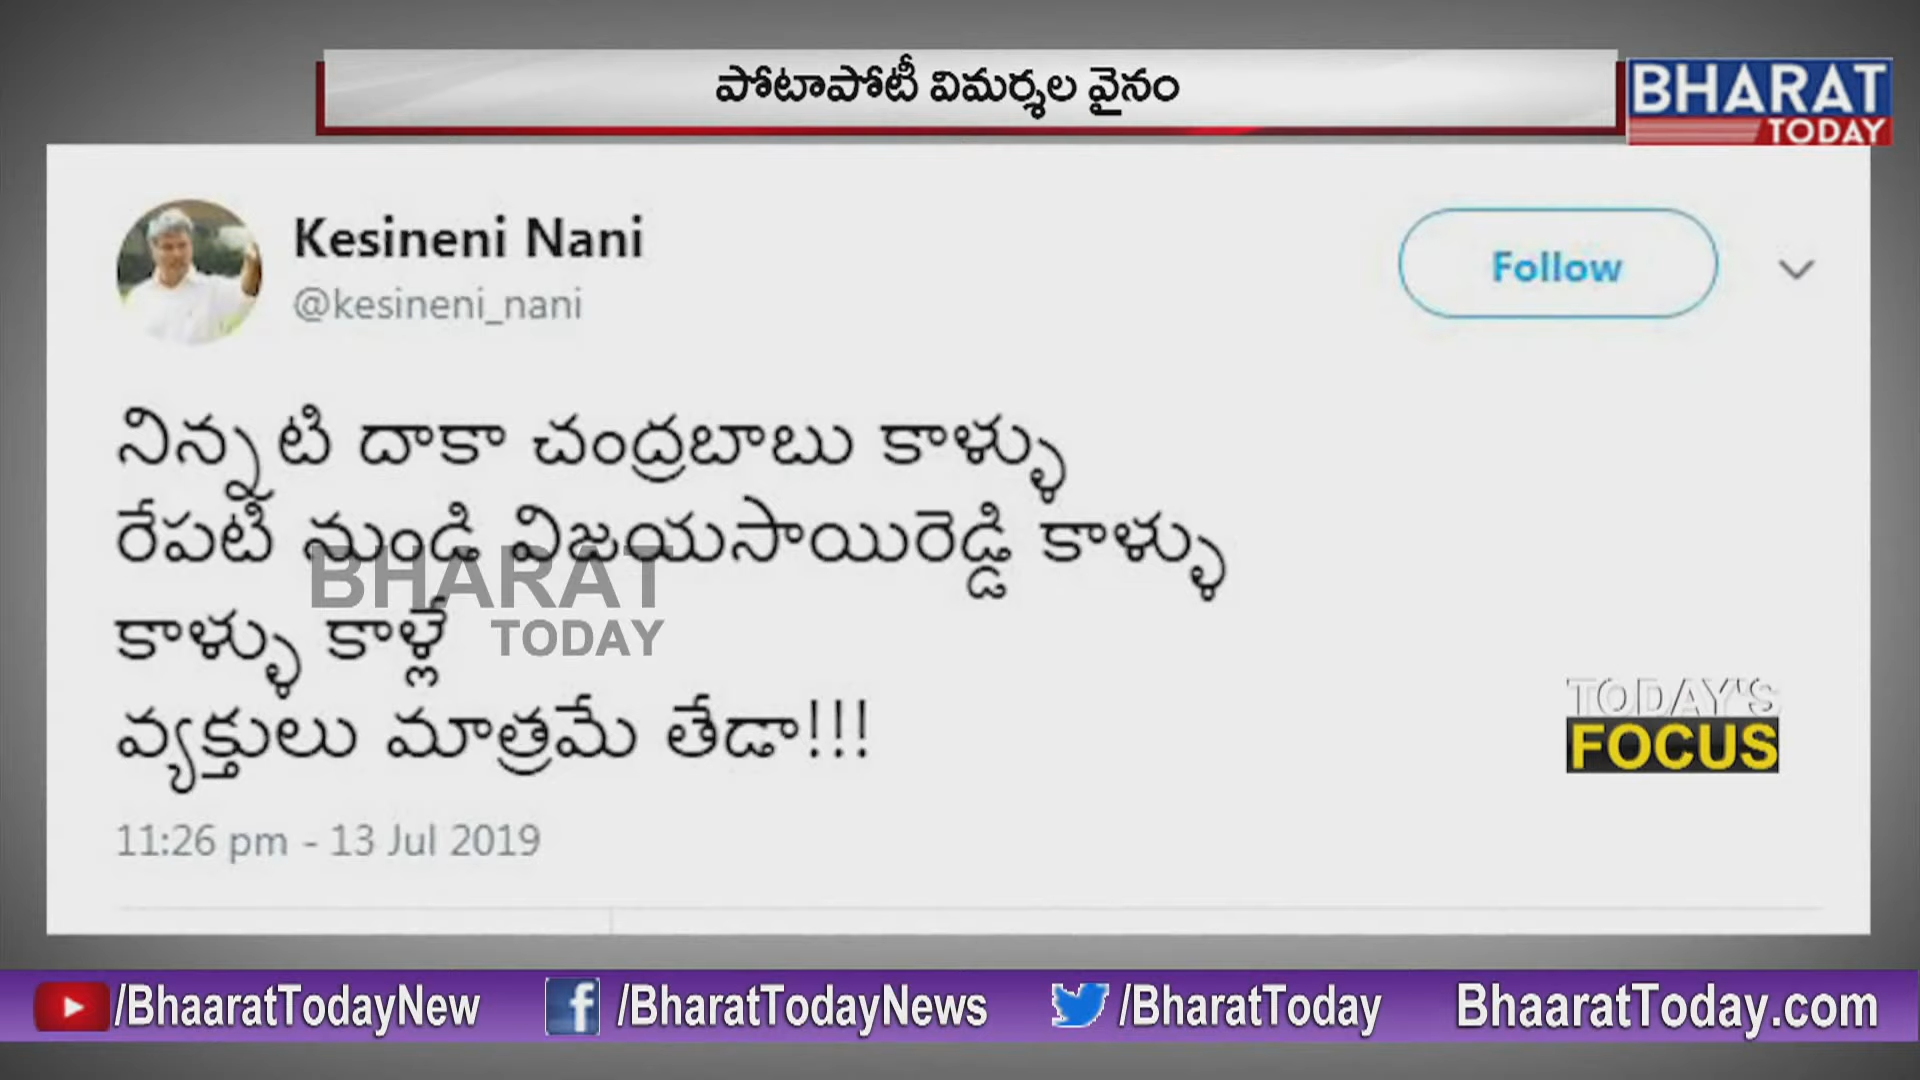 పోటాపోటీ విమర్శల వైనం
BHARAT
TODAY
Kesineni Nani
@kesineni_nani
Follow
నిన్నటి దాకా చంద్రబాబు కాళ్ళు
రేపటి నుండి విజయసాయిరెడ్డి కాళ్ళు
కాళ్ళు కాళ్లే
వ్యక్తులు మాత్రమే తేడా!!!
BHARAT
TODAY
TODAY'S
FOCUS
11:26 pm - 13 Jul 2019
/BhaaratTodayNew /BharatTodayNews /BharatToday BhaaratToday.com